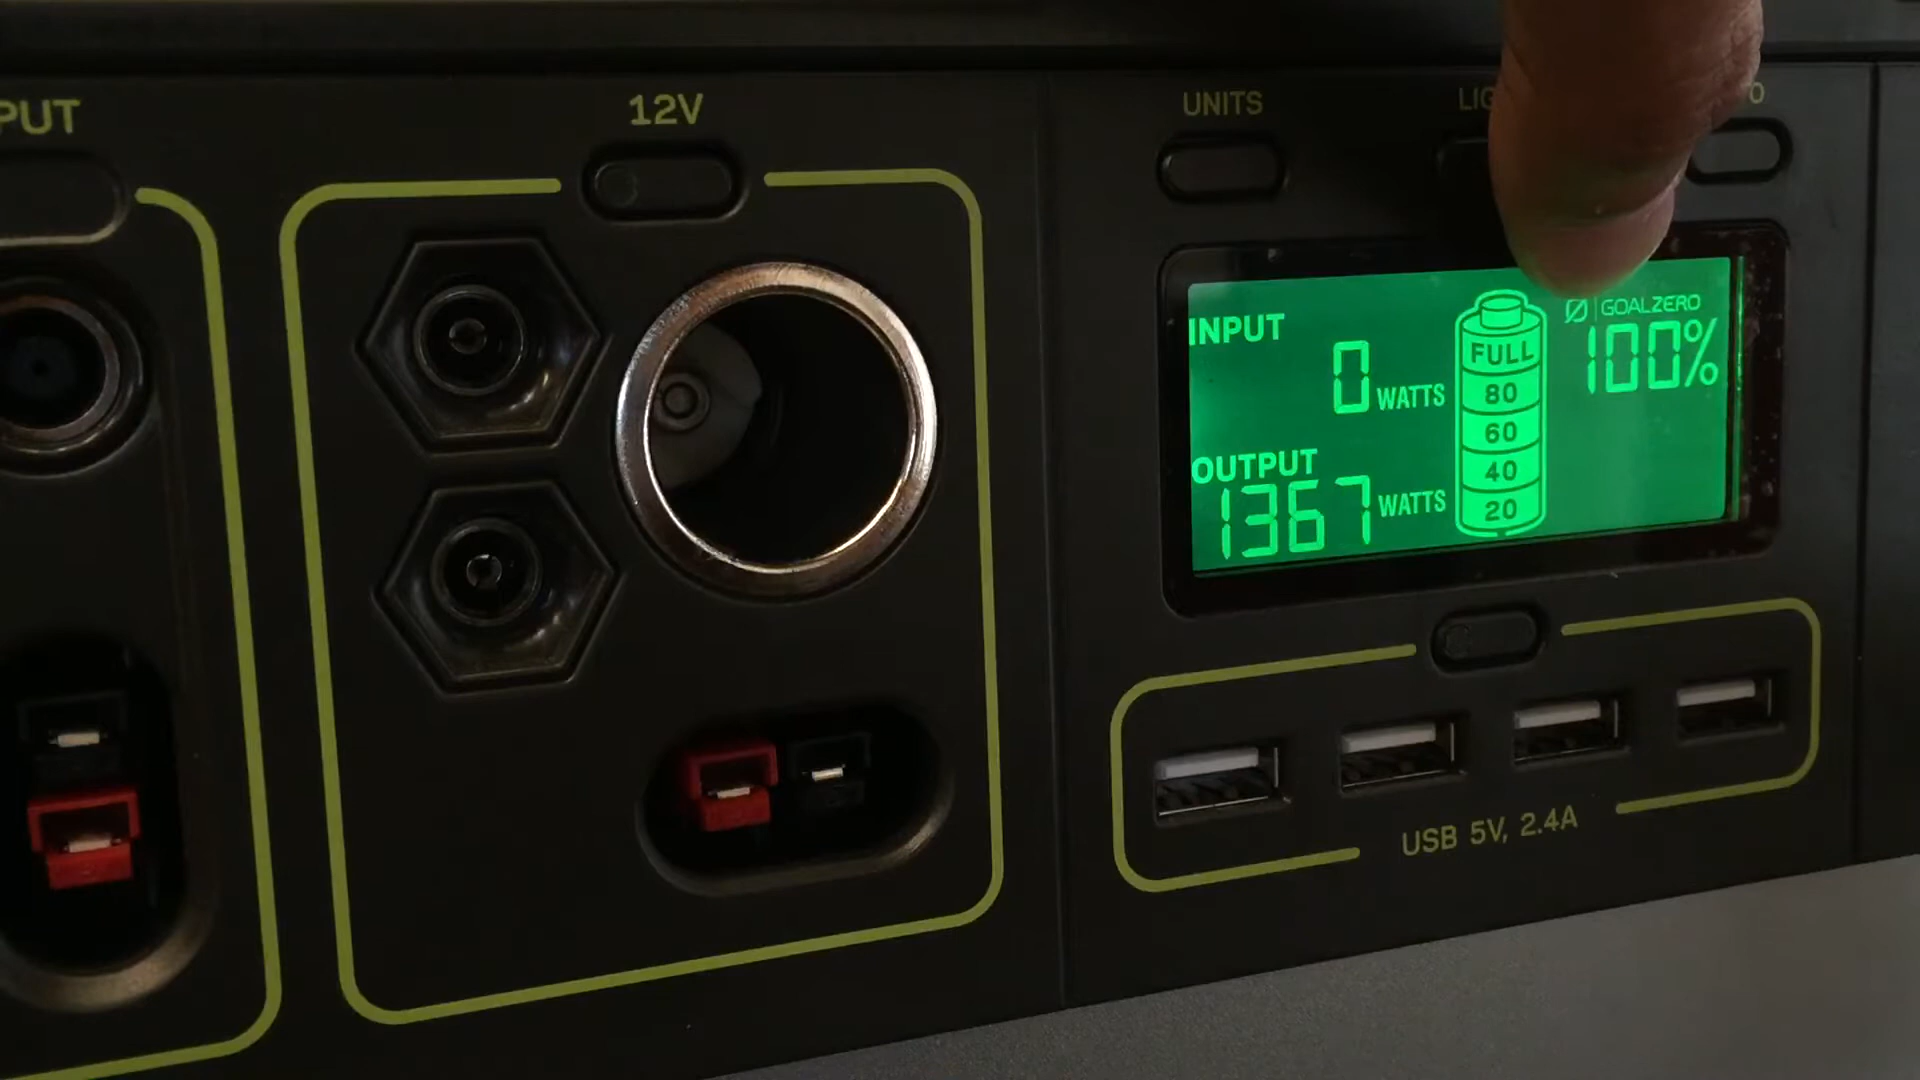 PUT
12V
UNITS
LIG
O
INPUT
0 WATTS
OUTPUT
1367 WATTS
FULL
80
60
40
20
GOALZERO
100%
USB 5V, 2.4A